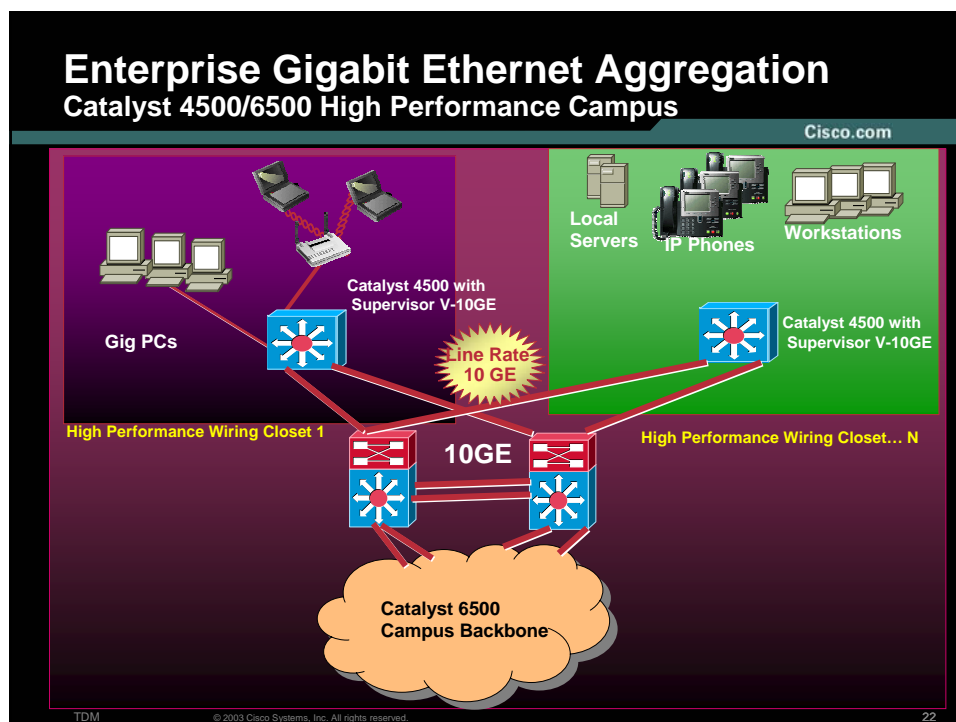 Enterprise Gigabit Ethernet Aggregation
Catalyst 4500/6500 High Performance Campus
Cisco.com
Local
Servers
IP Phones
Workstations
Catalyst 4500 with
Supervisor V-10GE
Gig PCs
Line Rate
10 GE
Catalyst 4500 with
Supervisor V-10GE
High Performance Wiring Closet 1
High Performance Wiring Closet... N
10GE
Catalyst 6500
Campus Backbone
TDM
© 2003 Cisco Systems, Inc. All rights reserved.
22